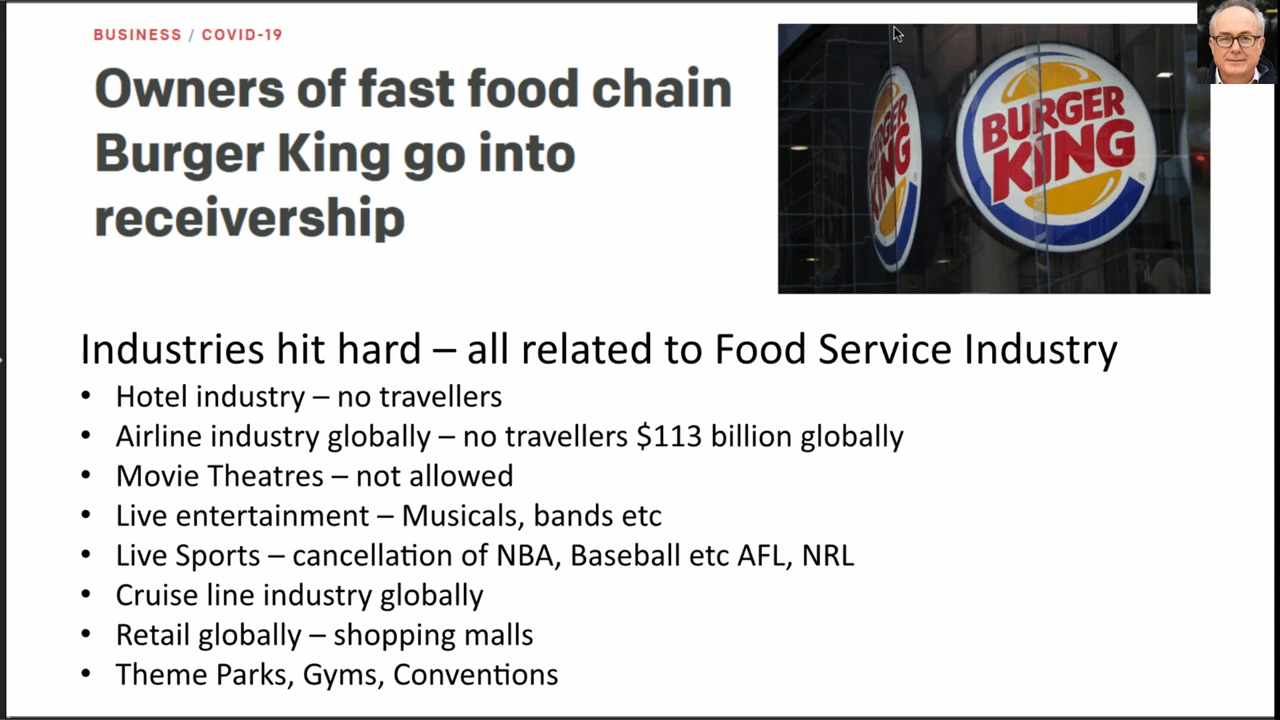 BUSINESS / COVID-19
Owners of fast food chain
Burger King go into
receivership
BURGER
KING
®
BURGER
KING
®
Industries hit hard – all related to Food Service Industry
• Hotel industry – no travellers
• Airline industry globally – no travellers $113 billion globally
• Movie Theatres – not allowed
• Live entertainment – Musicals, bands etc
• Live Sports – cancellation of NBA, Baseball etc AFL, NRL
• Cruise line industry globally
• Retail globally – shopping malls
• Theme Parks, Gyms, Conventions